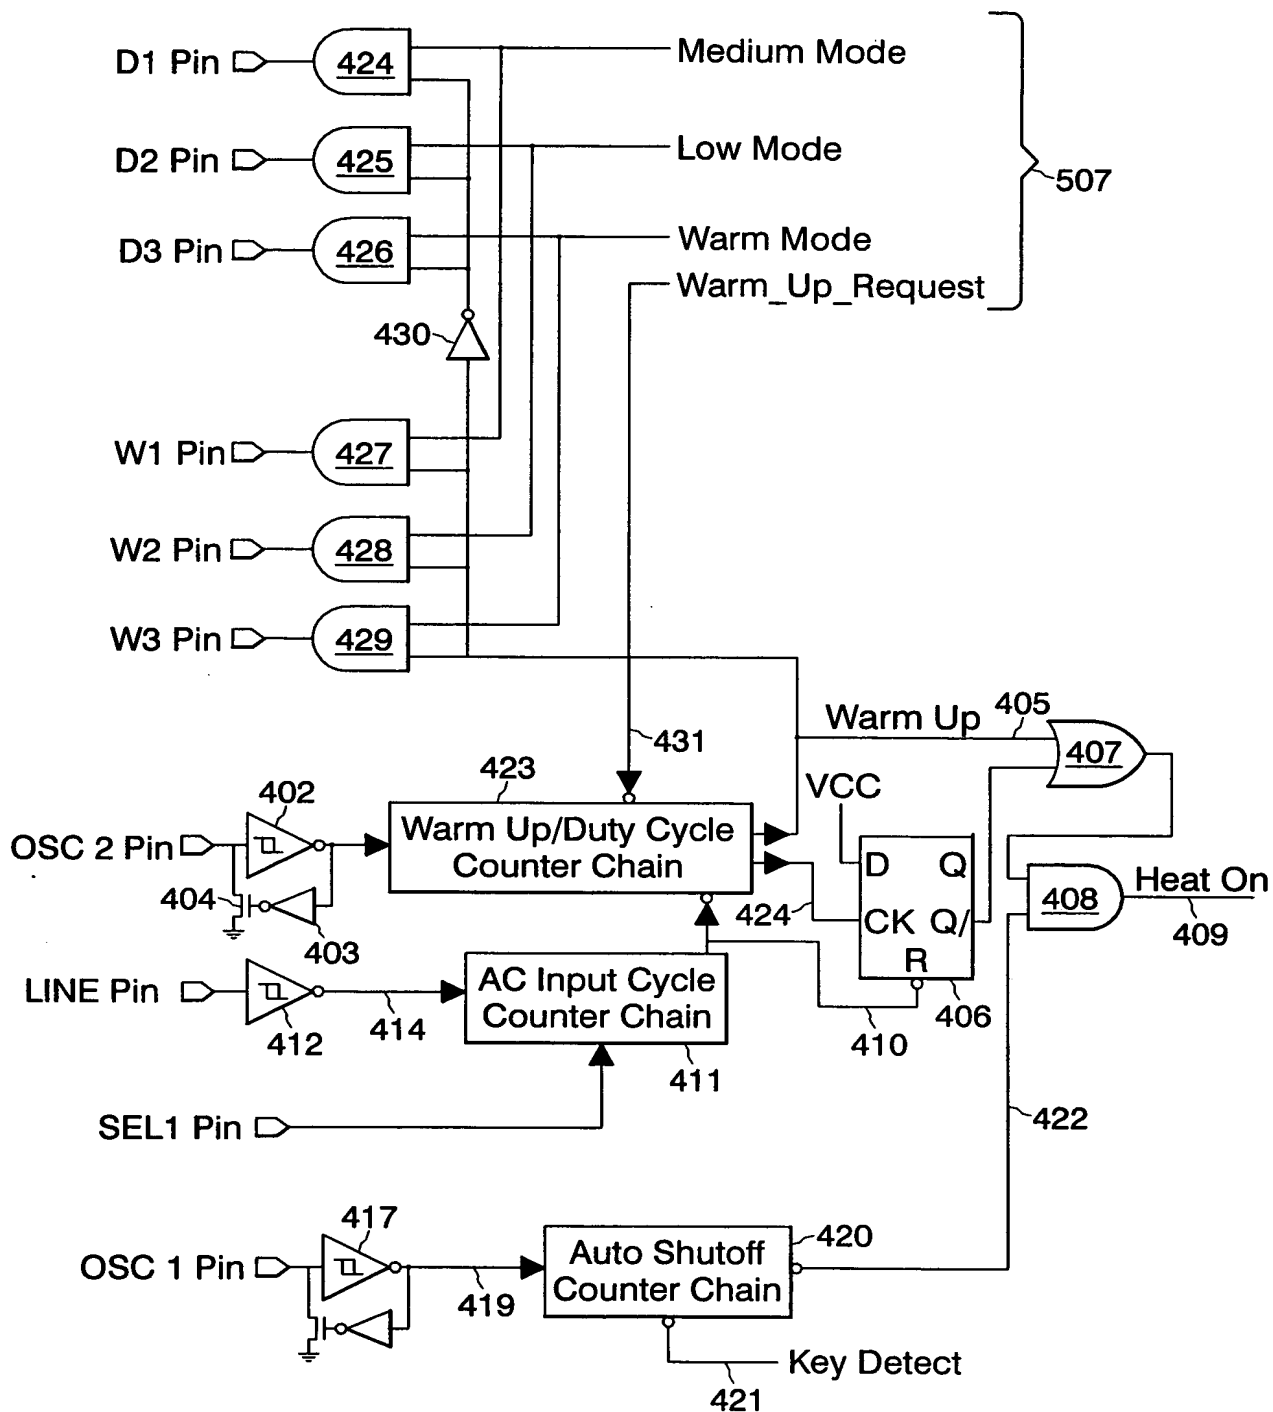 D1 Pin
424
Medium Mode
D2 Pin
425
Low Mode
507
D3 Pin
426
Warm Mode
Warm_Up_Request
430
W1 Pin
427
W2 Pin
428
W3 Pin
429
405
Warm Up
431
407
423
VCC
402
OSC 2 Pin
Warm Up/Duty Cycle
Counter Chain
D
Q
Heat On
408
404
424
CK
Q/
409
403
R
LINE Pin
AC Input Cycle
Counter Chain
412
414
410
406
411
SEL1 Pin
422
417
420
OSC 1 Pin
Auto Shutoff
Counter Chain
419
Key Detect
421